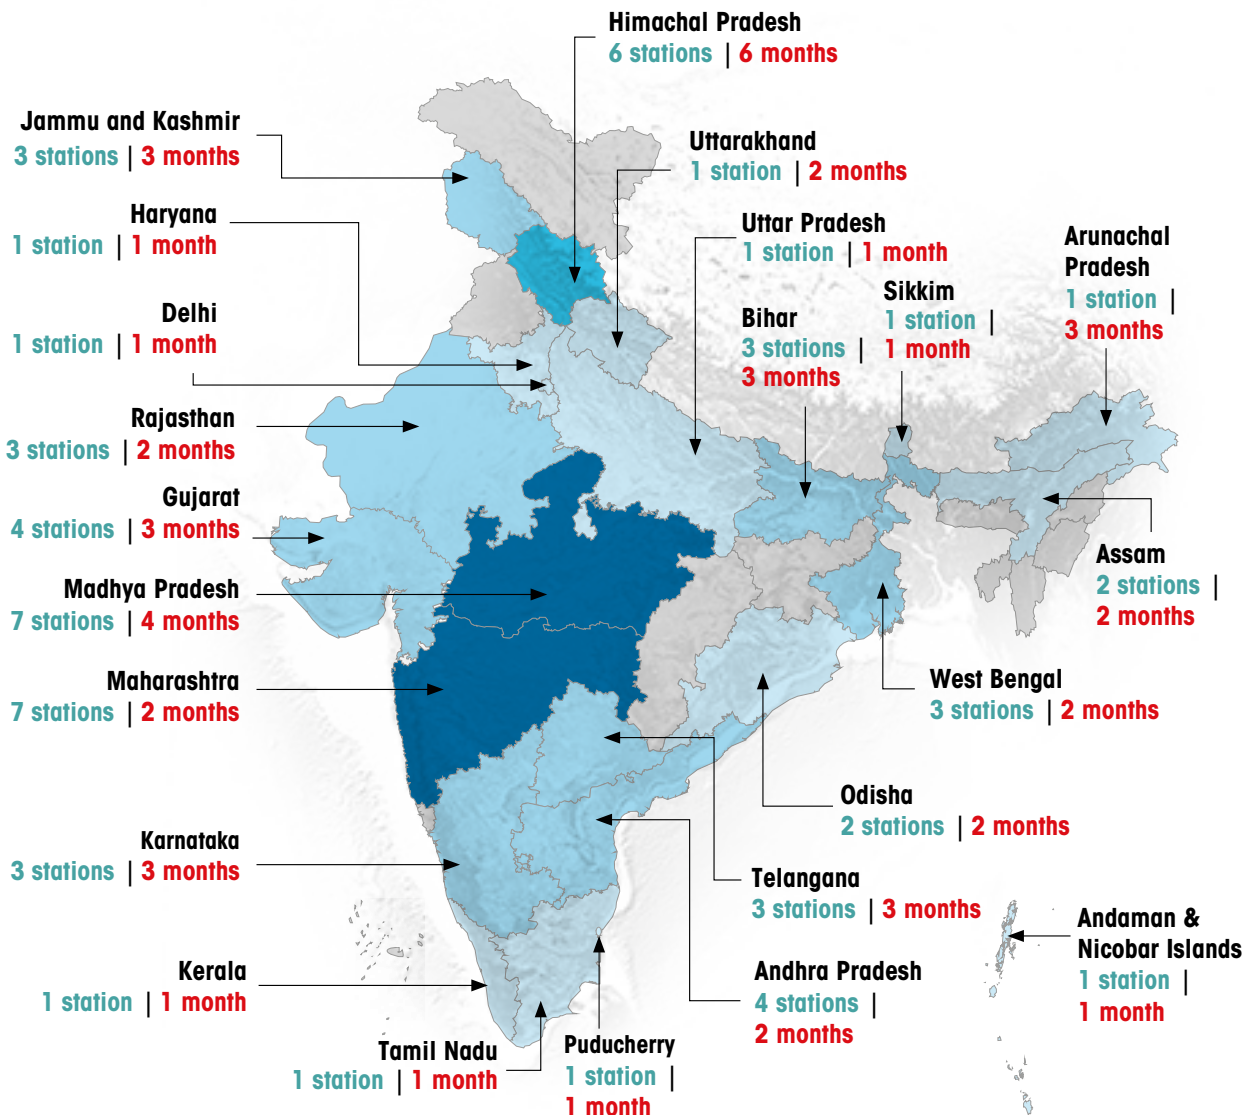 Himachal Pradesh
6 stations | 6 months
Jammu and Kashmir
3 stations | 3 months
Uttarakhand
1 station | 2 months
Haryana
1 station | 1 month
Uttar Pradesh
1 station | 1 month
Arunachal
Pradesh
1 station |
3 months
Sikkim
1 station |
1 month
Delhi
1 station | 1 month
Bihar
3 stations |
3 months
Rajasthan
3 stations | 2 months
Gujarat
4 stations | 3 months
Assam
2 stations |
2 months
Madhya Pradesh
7 stations | 4 months
Maharashtra
7 stations | 2 months
West Bengal
3 stations | 2 months
Odisha
2 stations | 2 months
Karnataka
3 stations | 3 months
Telangana
3 stations | 3 months
Andaman &
Nicobar Islands
1 station |
1 month
Kerala
1 station | 1 month
Andhra Pradesh
4 stations |
2 months
Tamil Nadu
1 station | 1 month
Puducherry
1 station |
1 month